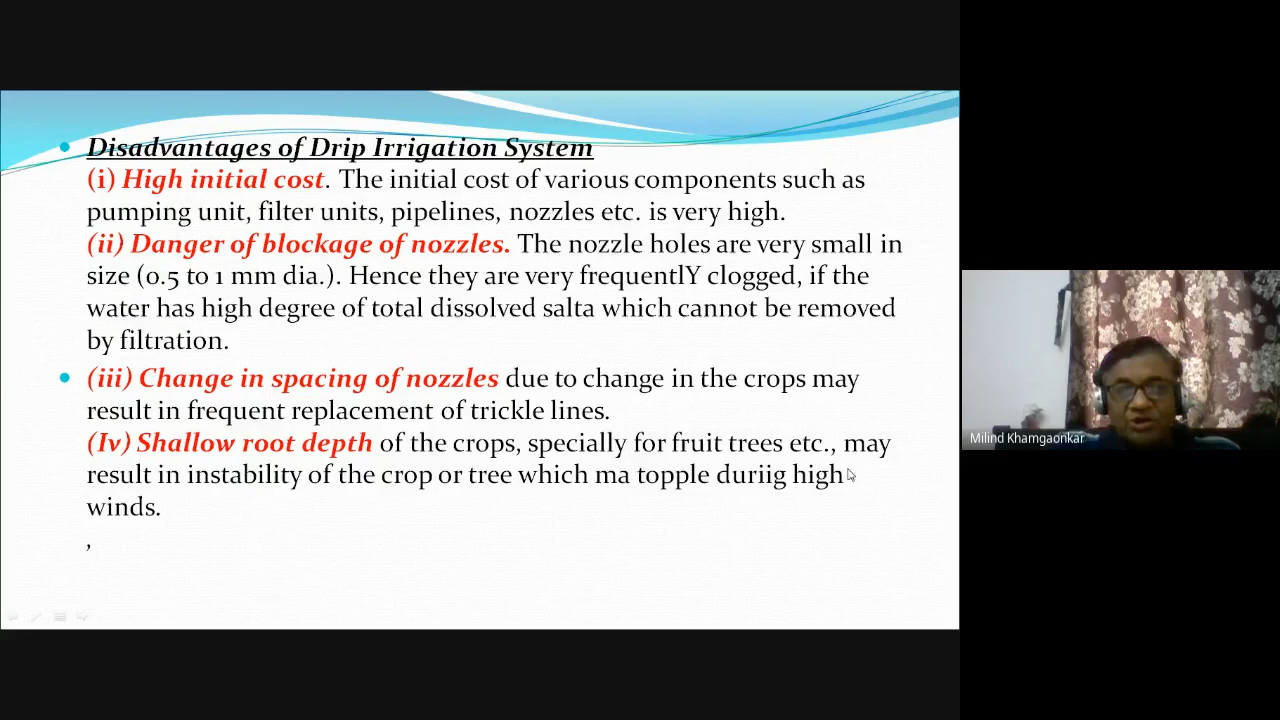 Disadvantages of Drip Irrigation System
(i) High initial cost. The initial cost of various components such as
pumping unit, filter units, pipelines, nozzles etc. is very high.
(ii) Danger of blockage of nozzles. The nozzle holes are very small in
size (0.5 to 1 mm dia.). Hence they are very frequentlY clogged, if the
water has high degree of total dissolved salta which cannot be removed
by filtration.
(iii) Change in spacing of nozzles due to change in the crops may
result in frequent replacement of trickle lines.
(Iv) Shallow root depth of the crops, specially for fruit trees etc., may
result in instability of the crop or tree which ma topple duriig high
winds.
,
Milind Khamgaonkar